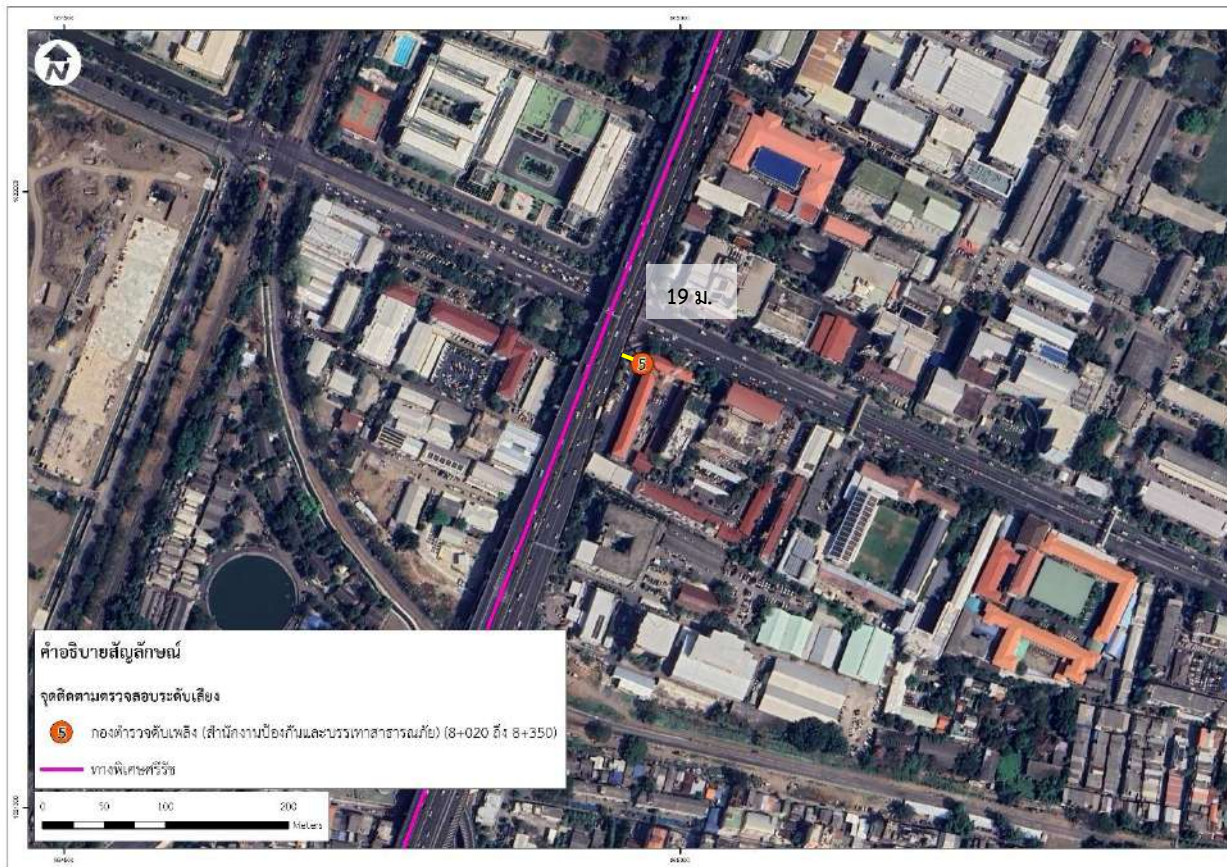 N
19 ม.
5
คำอธิบายสัญลักษณ์
จุดติดตามตรวจสอบระดับเสียง
5 กองตำรวจดับเพลิง (สำนักงานป้องกันและบรรเทาสาธารณภัย) (8+020 ถึง 8+350)
ทางพิเศษศรีรัช
0 50 100 200
Meters